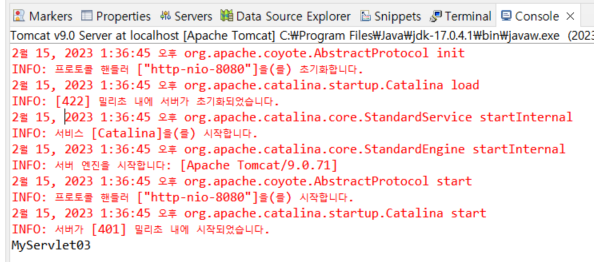 Markers Properties Servers Data Source Explorer Snippets Terminal Console
Tomcat v9.0 Server at localhost [Apache Tomcat] C:₩Program Files₩Java₩jdk-17.0.4.1₩bin₩javaw.exe (2023
2월 15, 2023 1:36:45 오후 org.apache.coyote.AbstractProtocol init
INFO: 프로토콜 핸들러 ["http-nio-8080"]을(를) 초기화합니다.
2월 15, 2023 1:36:45 오후 org.apache.catalina.startup.Catalina load
INFO: [422] 밀리초 내에 서버가 초기화되었습니다.
2월 15, 2023 1:36:45 오후 org.apache.catalina.core.StandardService startInternal
INFO: 서비스 [Catalina]을(를) 시작합니다.
2월 15, 2023 1:36:45 오후 org.apache.catalina.core.StandardEngine startInternal
INFO: 서버 엔진을 시작합니다: [Apache Tomcat/9.0.71]
2월 15, 2023 1:36:45 오후 org.apache.coyote.AbstractProtocol start
INFO: 프로토콜 핸들러 ["http-nio-8080"]을(를) 시작합니다.
2월 15, 2023 1:36:45 오후 org.apache.catalina.startup.Catalina start
INFO: 서버가 [401] 밀리초 내에 시작되었습니다.
MyServlet03